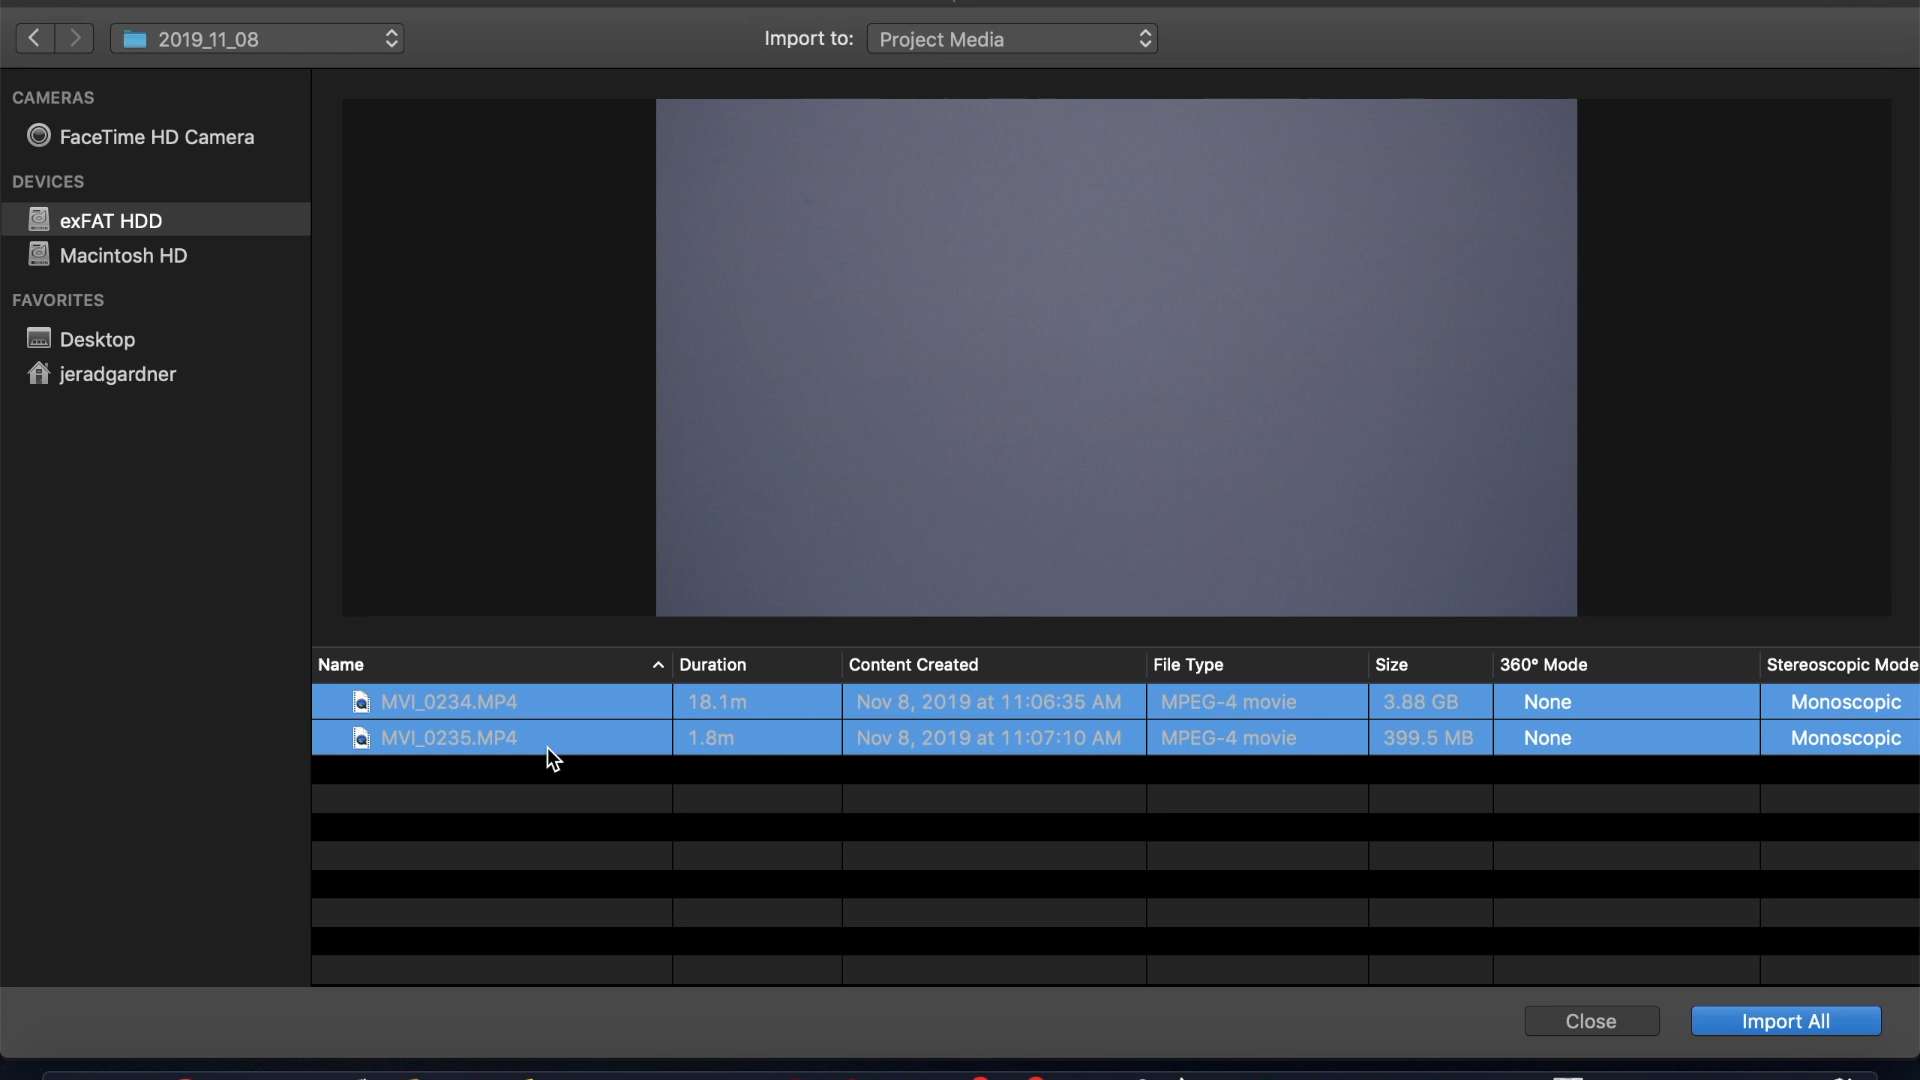 2019_11_08
Import to: Project Media
CAMERAS
FaceTime HD Camera
DEVICES
exFAT HDD
Macintosh HD
FAVORITES
Desktop
jeradgardner
Name Duration Content Created File Type Size 360° Mode Stereoscopic Mode
MVI_0234.MP4 18.1m Nov 8, 2019 at 11:06:35 AM MPEG-4 movie 3.88 GB None Monoscopic
MVI_0235.MP4 1.8m Nov 8, 2019 at 11:07:10 AM MPEG-4 movie 399.5 MB None Monoscopic
Close Import All